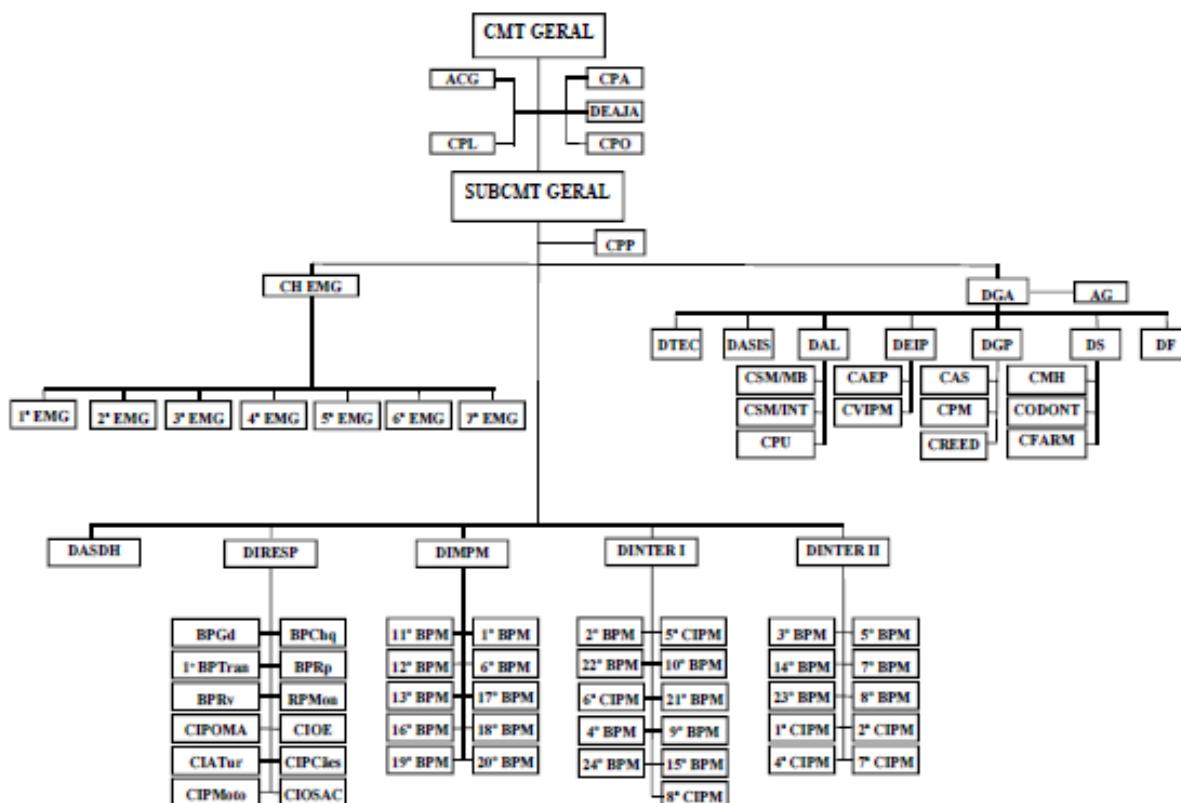 CMT GERAL
ACG
CPA
DEAJA
CPL
CPO
SUBCMT GERAL
CPP
CH EMG
DGA
AG
DTEC
DASIS
DAL
DEIP
DGP
DS
DF
CSM/MB
CAEP
CAS
CMH
CSM/INT
CVIPM
CPM
CODONT
CPU
CREED
CFARM
1ª EMG
2ª EMG
3ª EMG
4ª EMG
5ª EMG
6ª EMG
7ª EMG
DASDH
DIRESP
DIMPM
DINTER I
DINTER II
BPGd
BPChq
11º BPM
1º BPM
2º BPM
5ª CIPM
3º BPM
5º BPM
1º BPTran
BPRp
12º BPM
6º BPM
22º BPM
10º BPM
14º BPM
7º BPM
BPRv
RPMon
13º BPM
17º BPM
6ª CIPM
21º BPM
23º BPM
8º BPM
CIPOMA
CIOE
16º BPM
18º BPM
4º BPM
9º BPM
1ª CIPM
2ª CIPM
CIATur
CIPCães
19º BPM
20º BPM
24º BPM
15º BPM
4ª CIPM
7ª CIPM
CIPMoto
CIOSAC
8ª CIPM